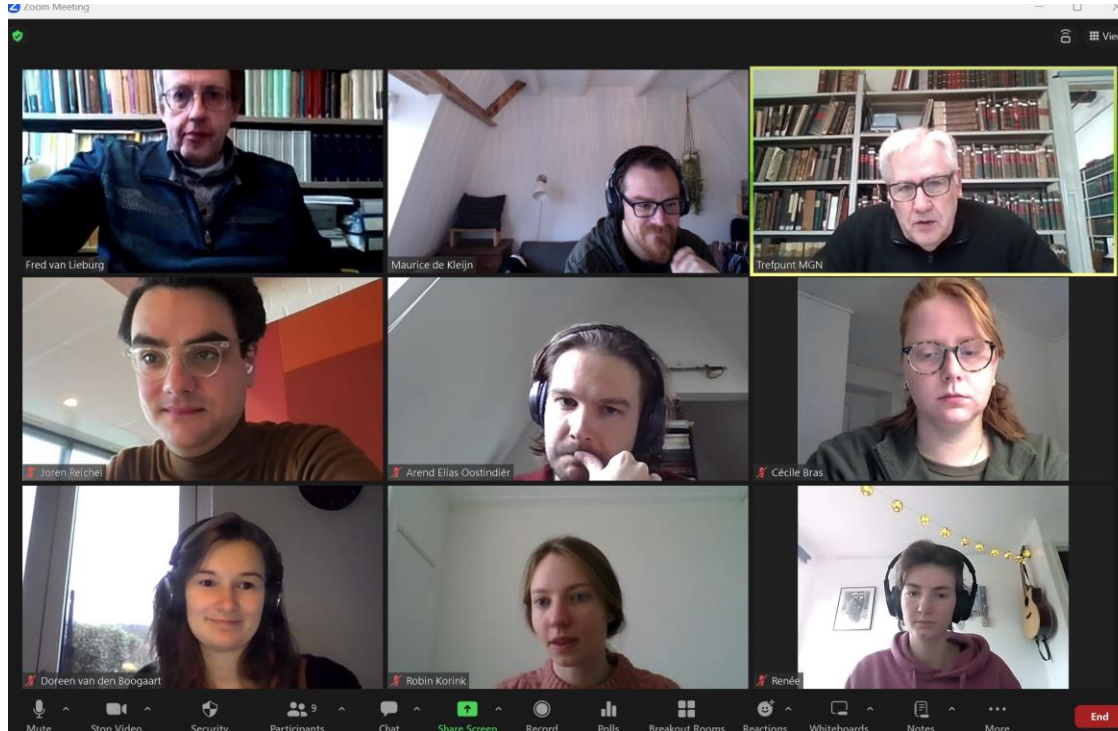 Zoom Meeting
View
Fred van Lieburg
Maurice de Kleijn
Trefpunt MGN
Joren Reichel
Arend Elias Oostindiër
Cécile Bras
Doreen van den Boogaart
Robin Korink
Renée
9
Mute
Stop Video
Security
Participants
Chat
Share Screen
Record
Polls
Breakout Rooms
Reactions
Whiteboards
Notes
More
End